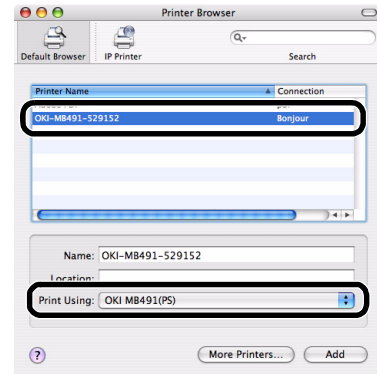 Printer Browser
Default Browser
IP Printer
Search
Printer Name
Connection
OKI-MB491-529152 Bonjour
Name: OKI-MB491-529152
Location:
Print Using: OKI MB491(PS)
?
More Printers... Add